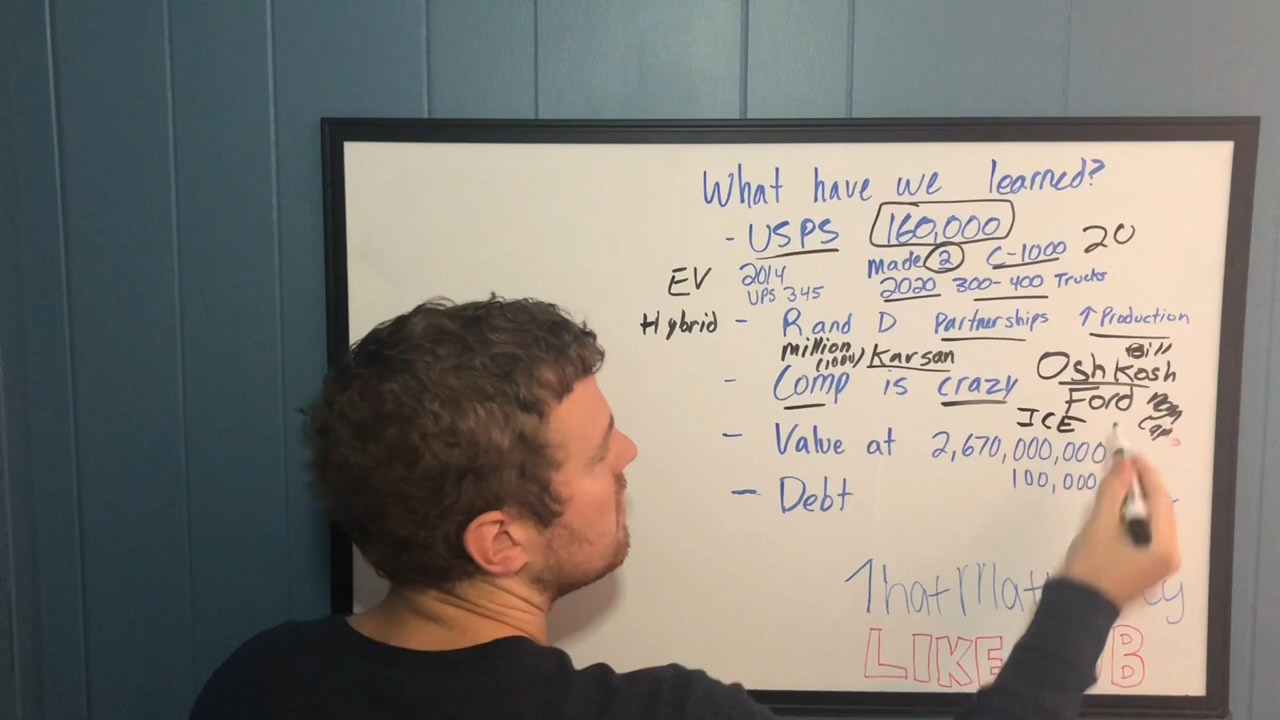 What have we learned?
- USPS 160,000
made 2 C-1000 20
EV 2014
UPS 345 2020 300-400 Trucks
Hybrid - R and D Partnerships ↑ Production
million (1000) Karsan Bill
- Comp is crazy OshKosh
Ford
ICE
- Value at 2,670,000,000
100,000
- Debt
LIKE